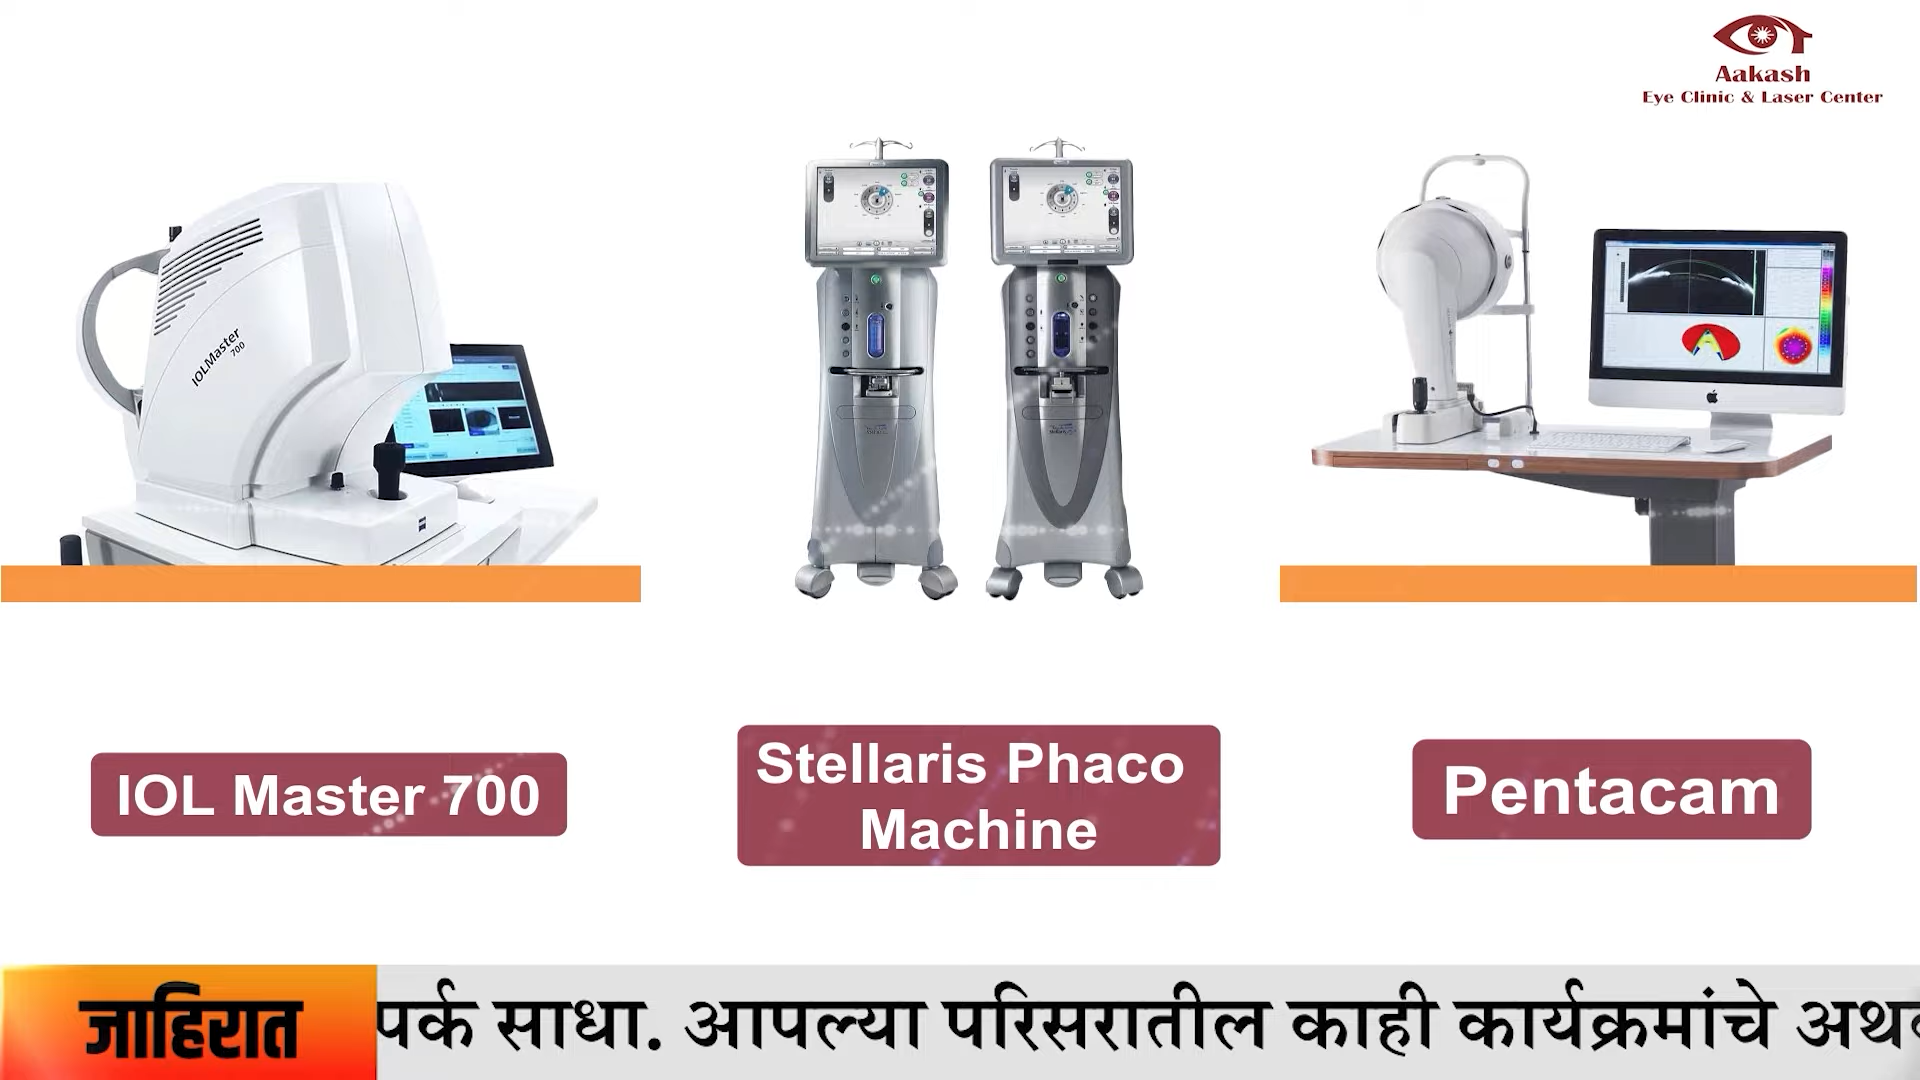 Aakash
Eye Clinic & Laser Center
IOLMaster
700
IOL Master 700
Stellaris Phaco
Machine
Pentacam
जाहिरात
पर्क साधा. आपल्या परिसरातील काही कार्यक्रमांचे